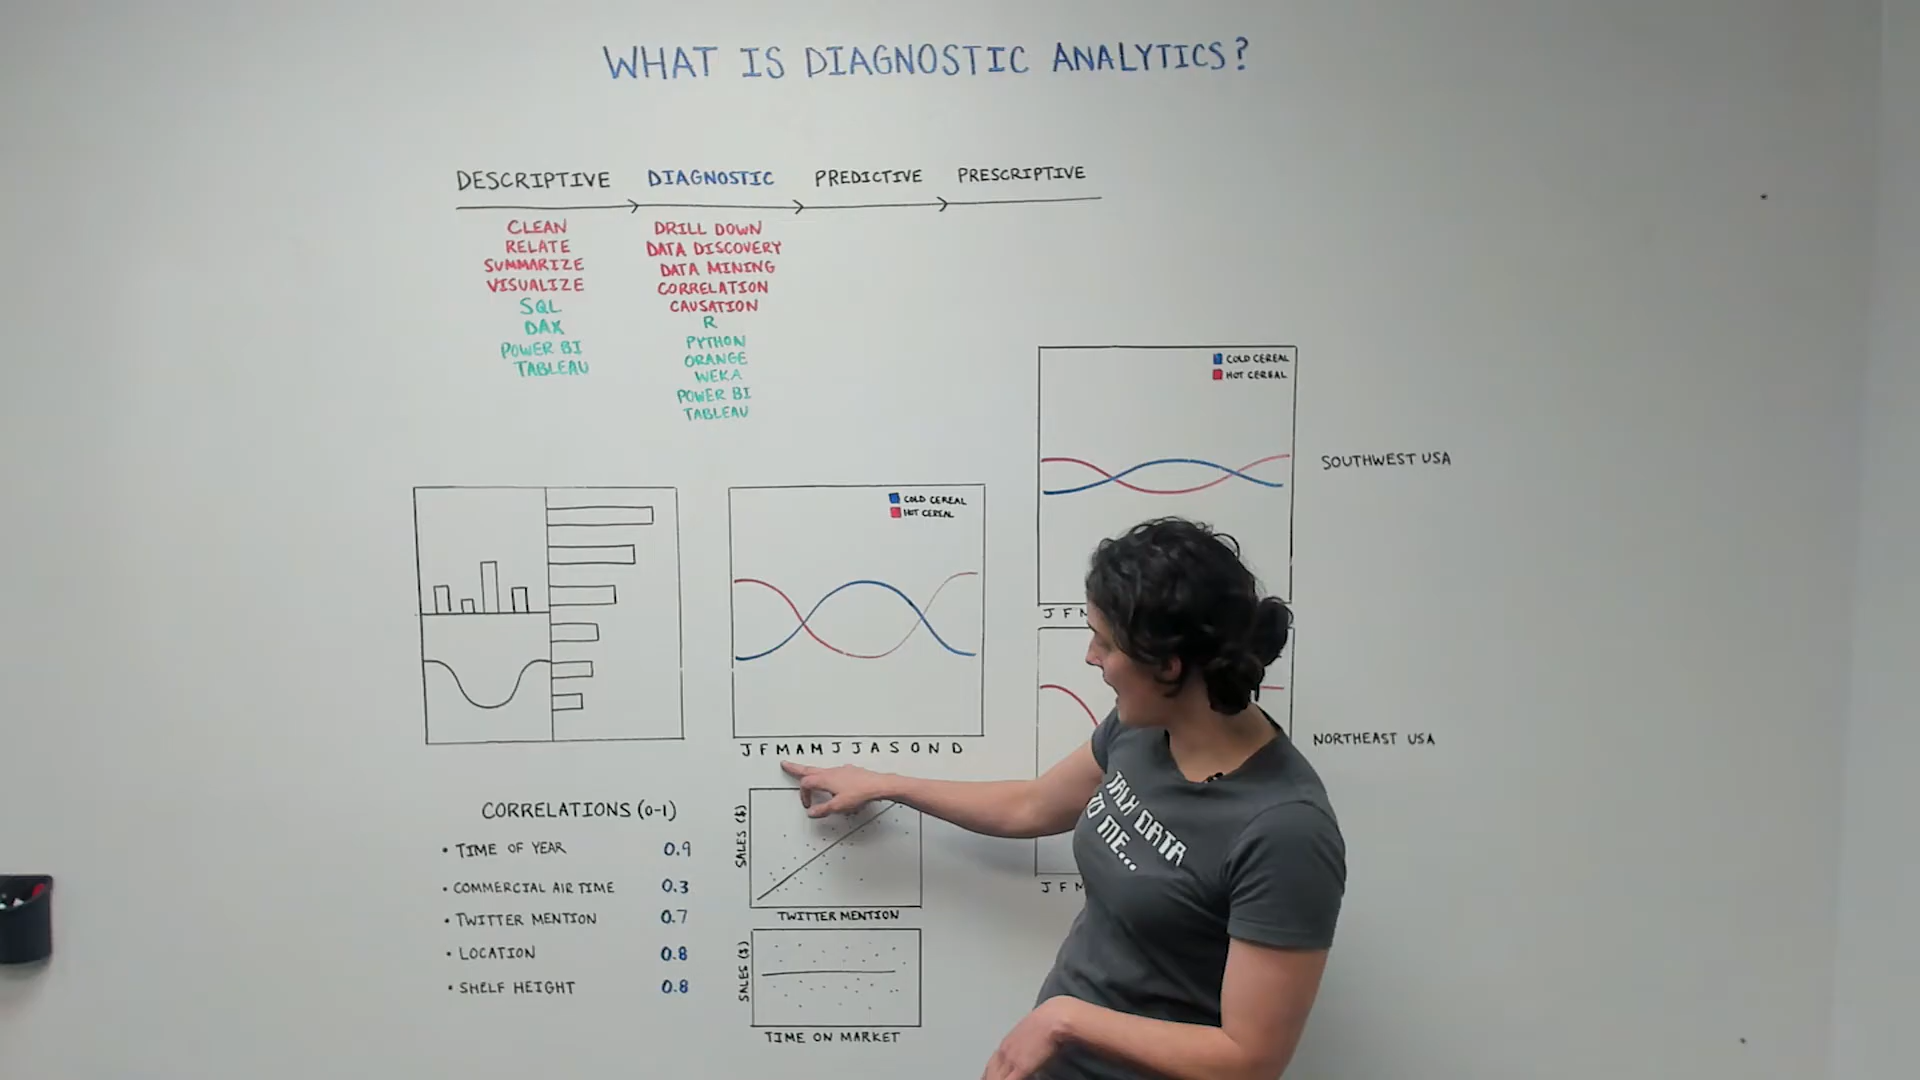 WHAT IS DIAGNOSTIC ANALYTICS?
DESCRIPTIVE
DIAGNOSTIC
PREDICTIVE
PRESCRIPTIVE
CLEAN
RELATE
SUMMARIZE
VISUALIZE
SQL
DAX
POWER BI
TABLEAU
DRILL DOWN
DATA DISCOVERY
DATA MINING
CORRELATION
CAUSATION
R
PYTHON
ORANGE
WEKA
POWER BI
TABLEAU
COLD CEREAL
HOT CEREAL
J F M A M J J A S O N D
COLD CEREAL
HOT CEREAL
SOUTHWEST USA
J F M
NORTHEAST USA
J F M
CORRELATIONS (0-1)
• TIME OF YEAR 0.9
• COMMERCIAL AIR TIME 0.3
• TWITTER MENTION 0.7
• LOCATION 0.8
• SHELF HEIGHT 0.8
SALES ($)
TWITTER MENTION
SALES ($)
TIME ON MARKET
TALK DATA
TO ME...